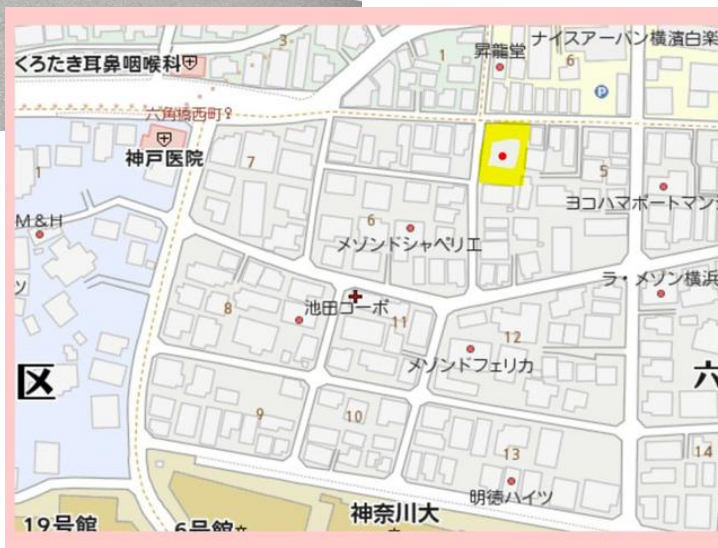 ナイスアーバン横濱白楽
昇龍堂
3
1
6
くろたき耳鼻咽喉科
P
六角橋西町
神戸医院
7
5
1
ヨコハマポートマンシ
M&H
6
メゾンドシャペリエ
ラ・メゾン横浜
ツ
8
池田コーポ
11
12
メゾンドフェリカ
区
六
9
10
13
14
明徳ハイツ
神奈川大
19号館
6号館